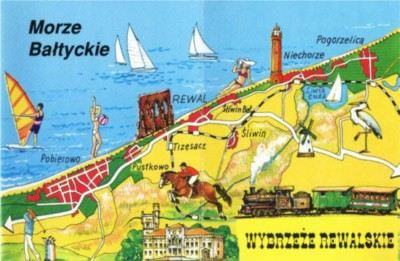 Morze
Bałtyckie
Pogorzelica
Niechorze
REWAL
Śliwin Bał.
Śliwin
Trzęsacz
Pustkowo
Pobierowo
WYBRZEŻE REWALSKIE